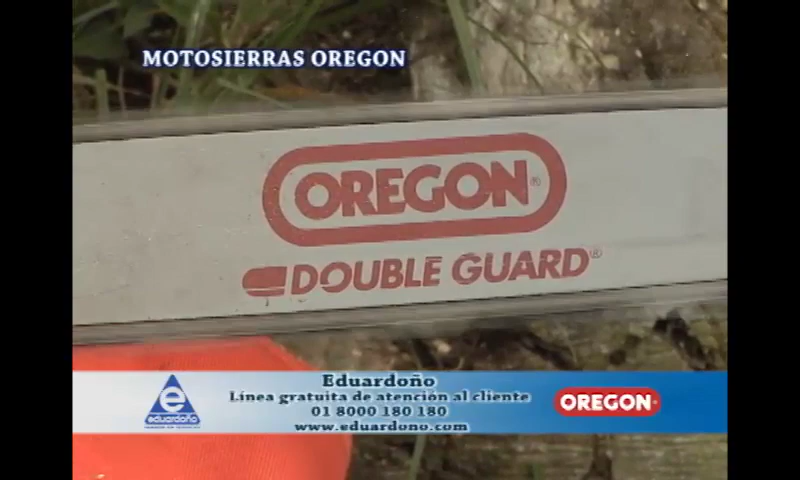 MOTOSIERRAS OREGON
OREGON®
DOUBLE GUARD®
Eduardoño
Línea gratuita de atención al cliente
01 8000 180 180
www.eduardono.com
e
eduardoño
OREGON